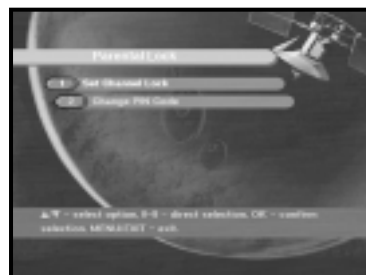 Parental Lock
1 Set Channel Lock
2 Change PIN Code
▲/▼ - select option, 0-9 - direct selection, OK - confirm
selection, MENU/EXIT - exit.